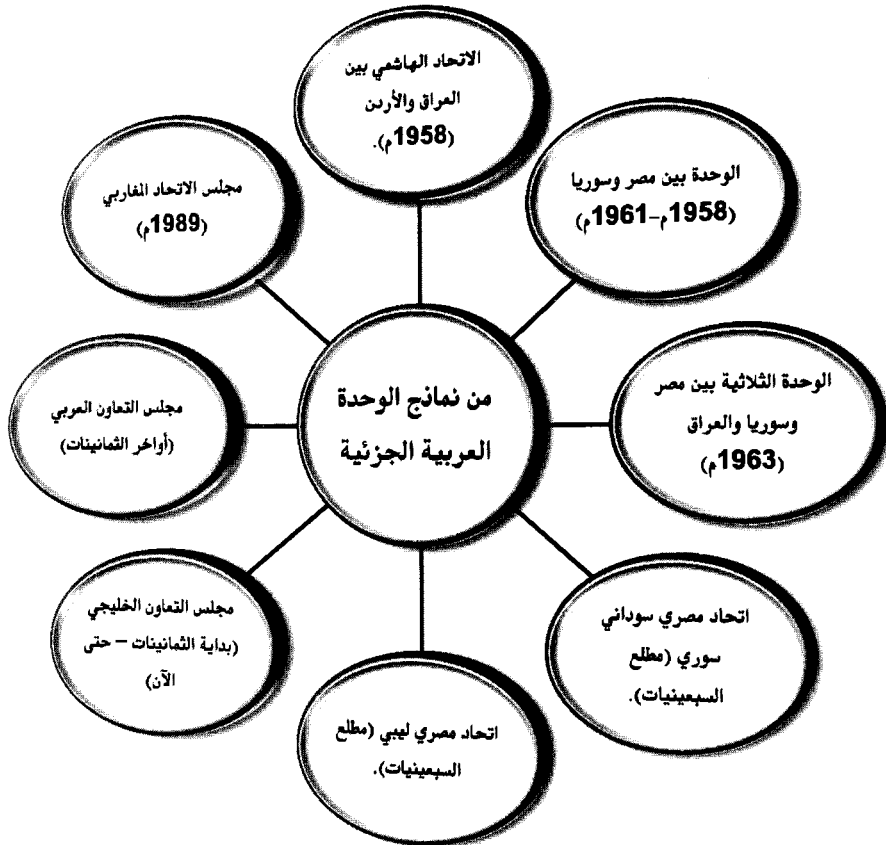 الاتحاد الهاشمي بين
العراق والأردن
(1958م).
الوحدة بين مصر وسوريا
(1958م–1961م)
الوحدة الثلاثية بين مصر
وسوريا والعراق
(1963م)
اتحاد مصري سوداني
سوري (مطلع
السبعينيات).
اتحاد مصري ليبي (مطلع
السبعينيات).
مجلس التعاون الخليجي
(بداية الثمانينات – حتى
الآن)
مجلس التعاون العربي
(أواخر الثمانينات)
مجلس الاتحاد المغاربي
(1989م)
من نماذج الوحدة
العربية الجزئية